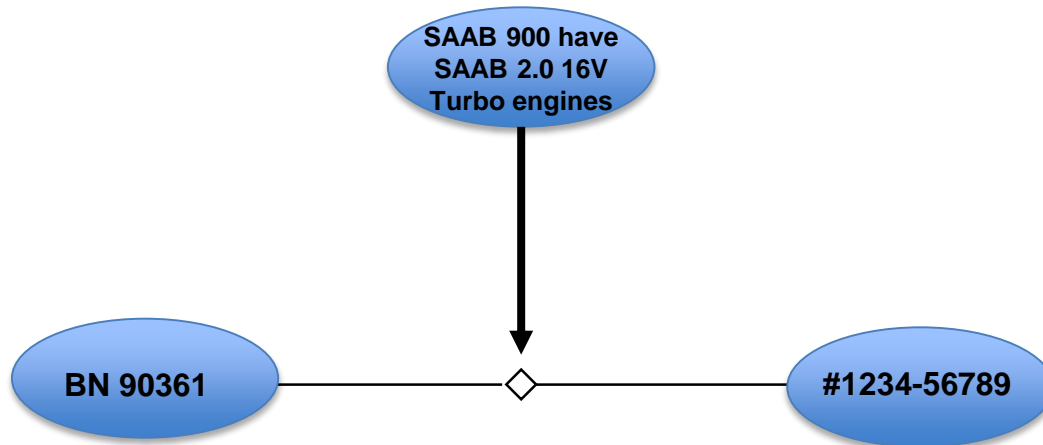 SAAB 900 have
SAAB 2.0 16V
Turbo engines
BN 90361
#1234-56789